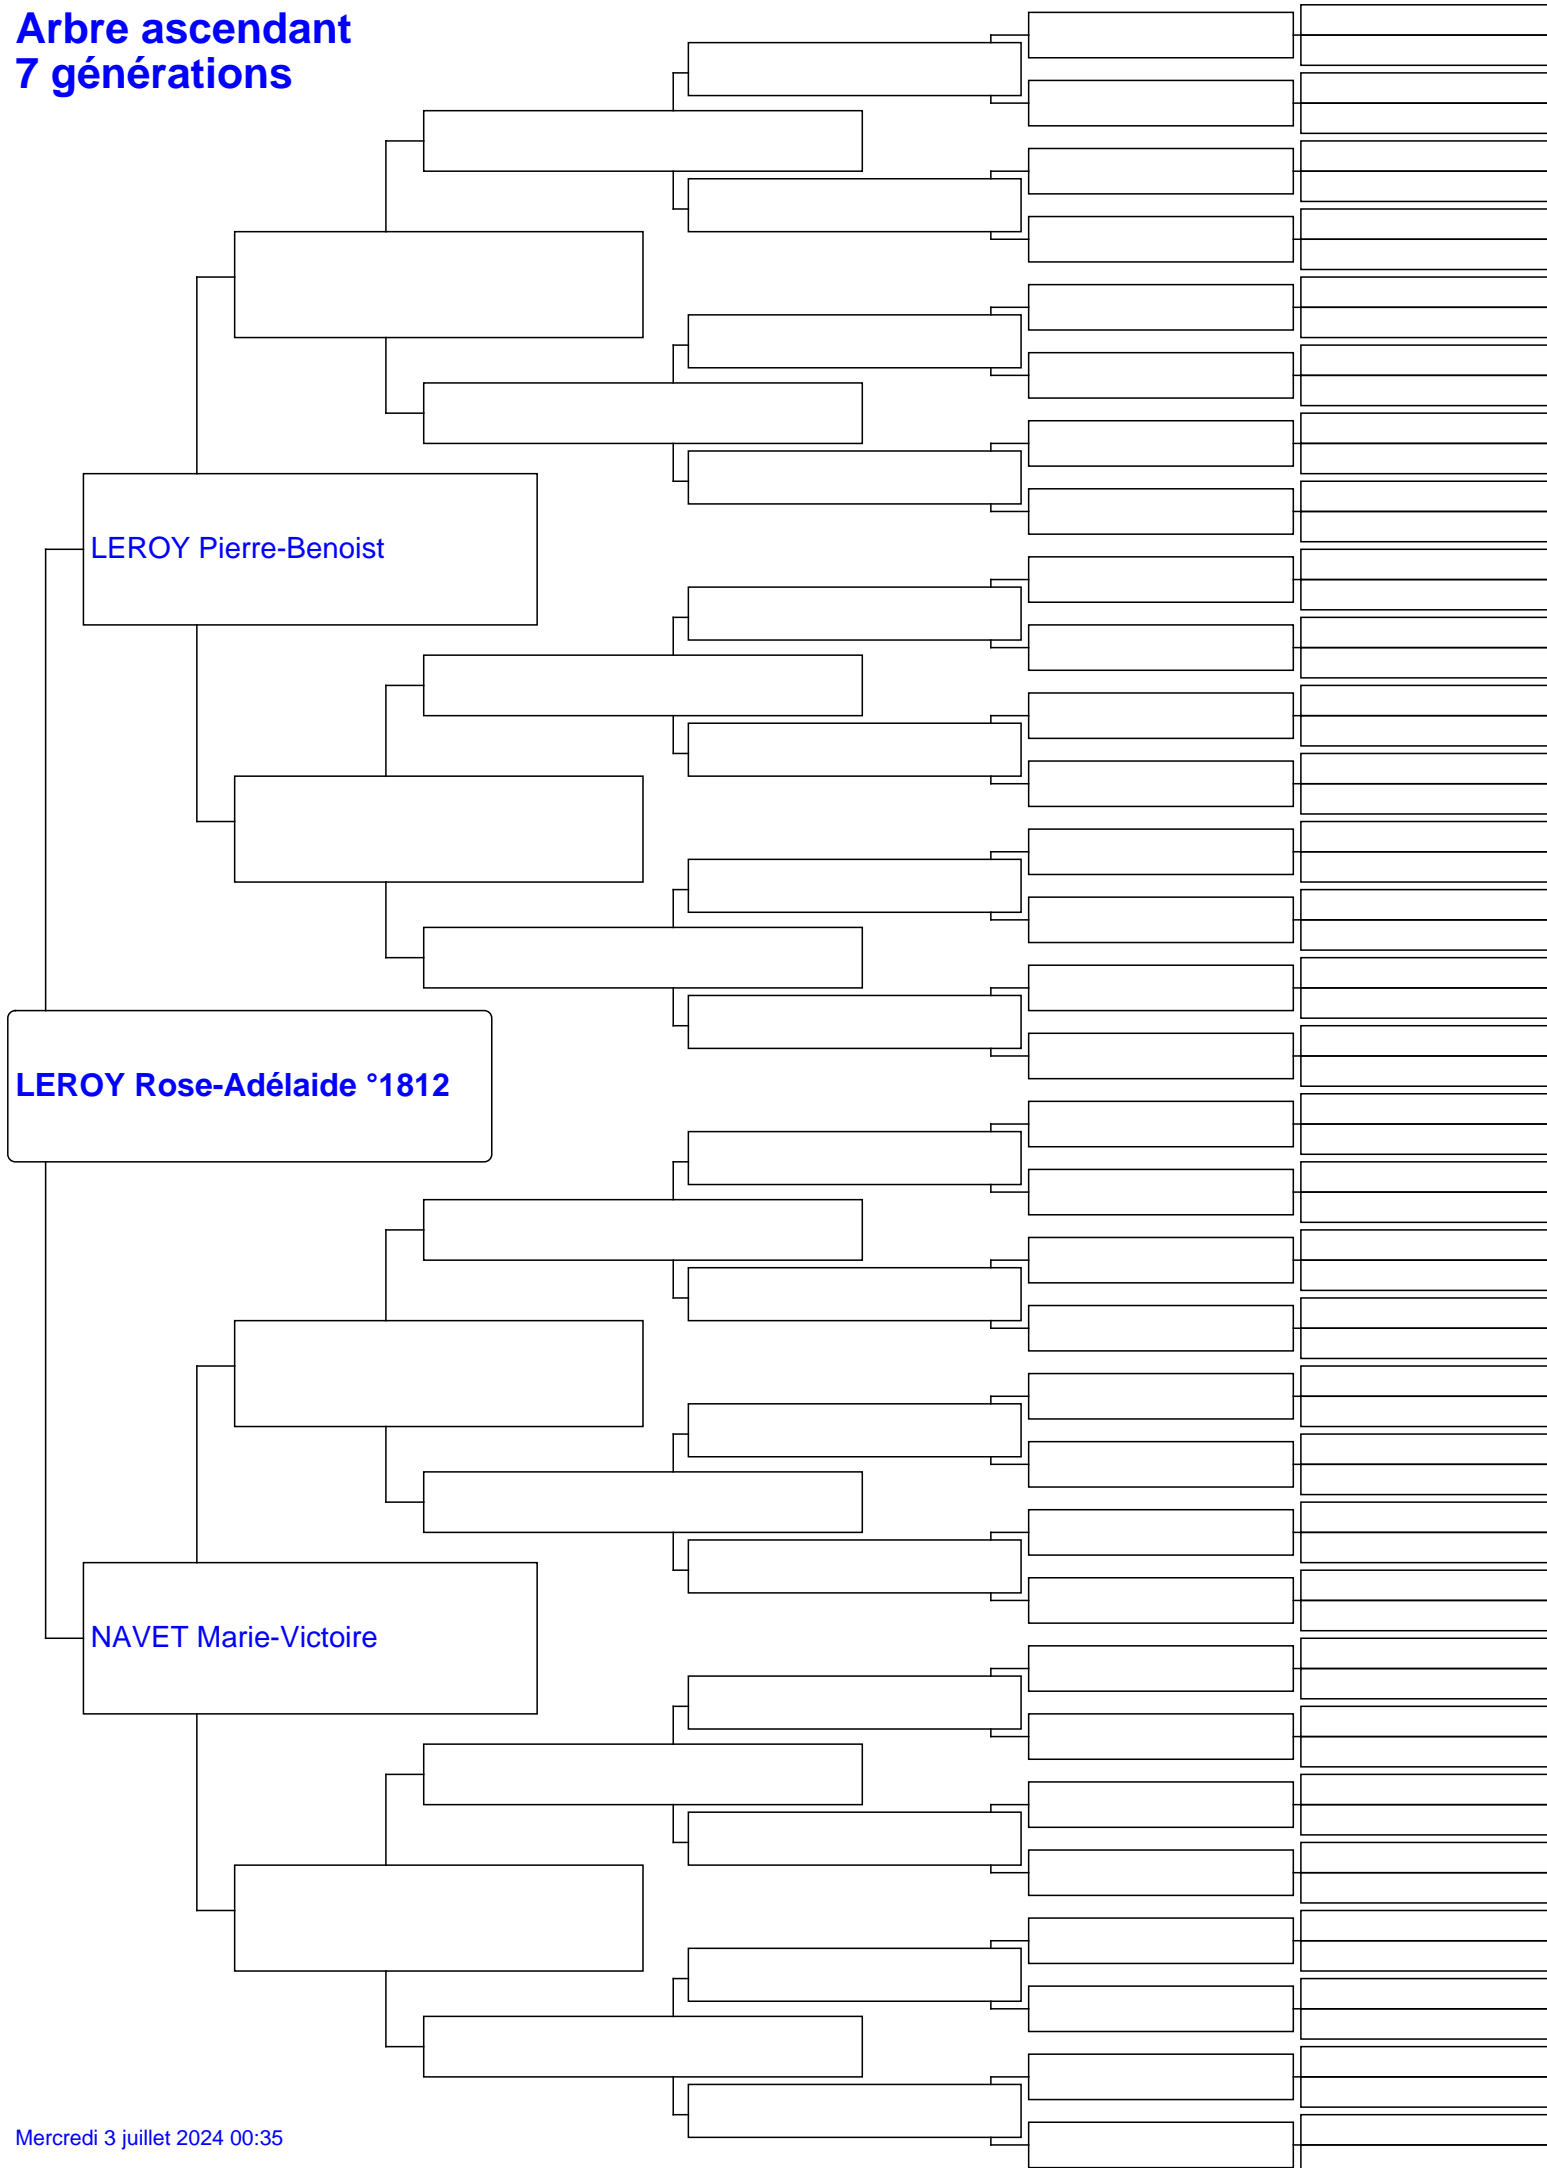 Arbre ascendant
7 générations
LEROY Pierre-Benoist
LEROY Rose-Adélaide °1812
NAVET Marie-Victoire
Mercredi 3 juillet 2024 00:35